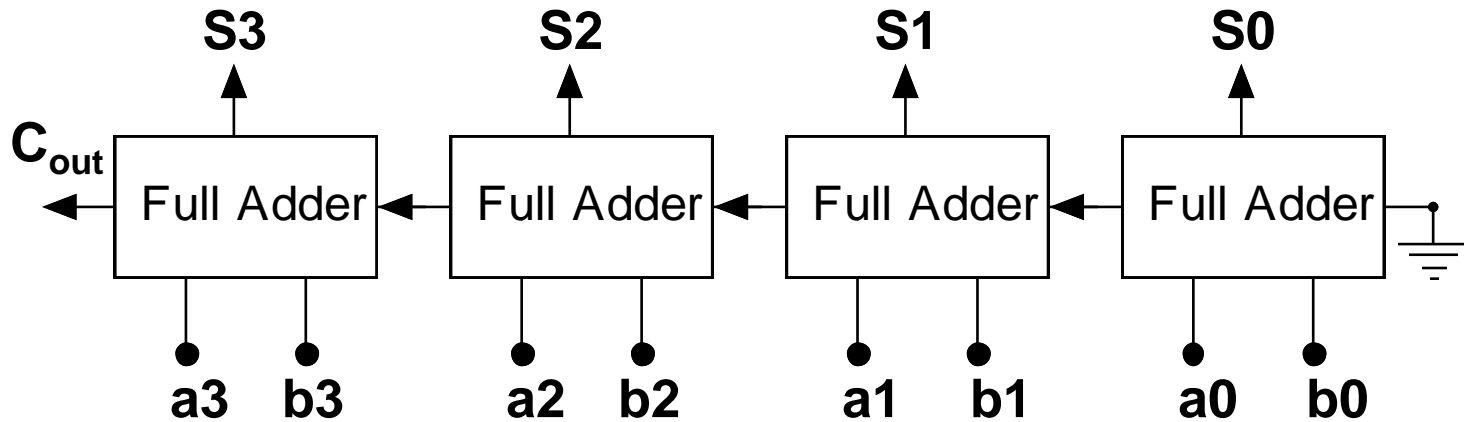 S3 S2 S1 S0
Cout
Full Adder Full Adder Full Adder Full Adder
a3 b3 a2 b2 a1 b1 a0 b0